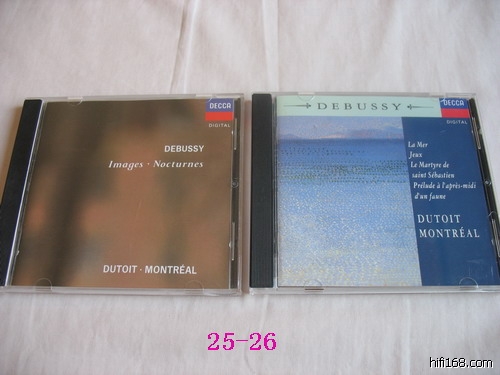 DECCA
DIGITAL
DEBUSSY
Images · Nocturnes
DUTOIT · MONTRÉAL
DEBUSSY
DECCA
DIGITAL
La Mer
Jeux
Le Martyre de
saint Sébastien
Prélude à l'après-midi
d'un faune
DUTOIT
MONTRÉAL
25-26
hifi168.com